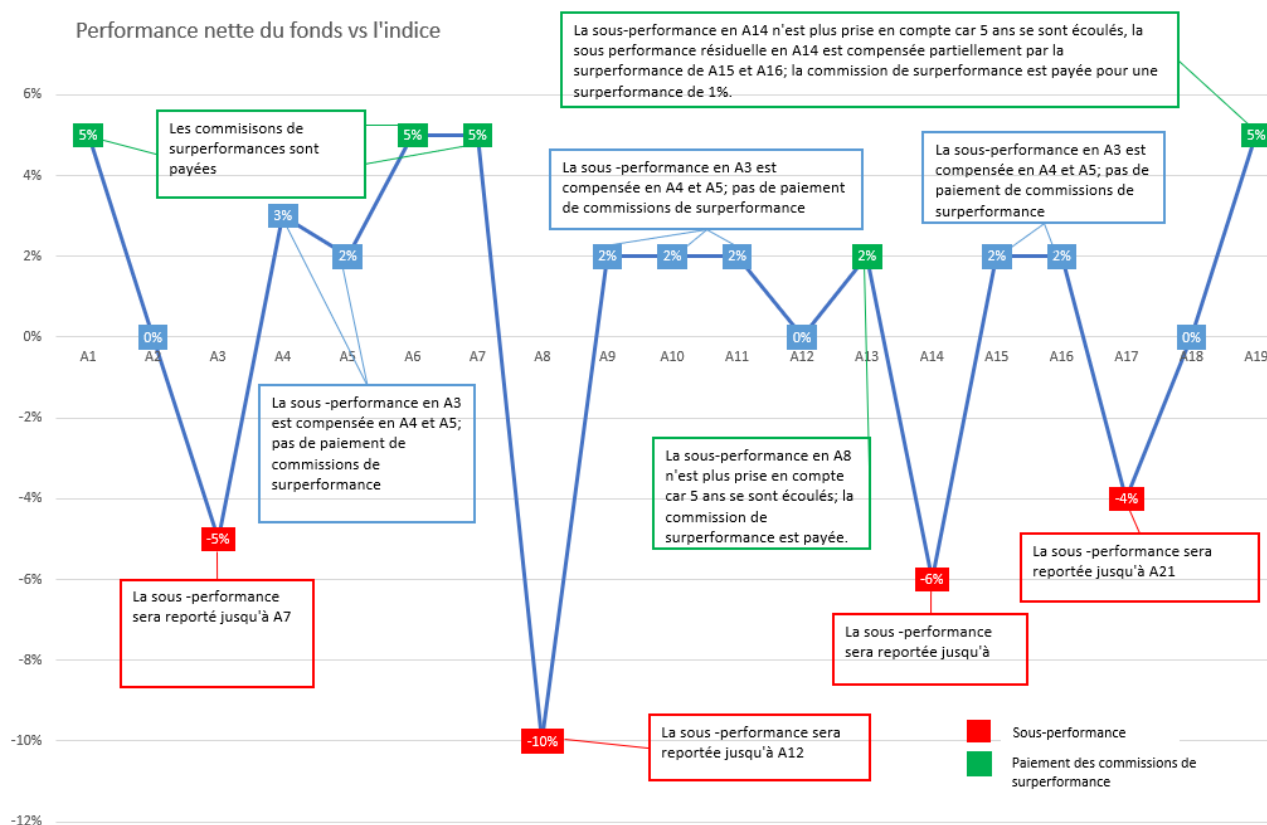 Performance nette du fonds vs l'indice
La sous-performance en A14 n'est plus prise en compte car 5 ans se sont écoulés, la
sous performance résiduelle en A14 est compensée partiellement par la
surperformance de A15 et A16; la commission de surperformance est payée pour une
surperformance de 1%.
6%
4%
2%
0%
-2%
-4%
-6%
-8%
-10%
-12%
5%
0%
-5%
3%
2%
5%
5%
-10%
2%
2%
2%
0%
2%
-6%
2%
2%
-4%
0%
5%
A1
A2
A3
A4
A5
A6
A7
A8
A9
A10
A11
A12
A13
A14
A15
A16
A17
A18
A19
Les commisisons de
surperformances sont
payées
La sous -performance en A3 est
compensée en A4 et A5; pas de paiement
de commissions de surperformance
La sous-performance en A3 est
compensée en A4 et A5; pas de
paiement de commissions de
surperformance
La sous -performance en A3
est compensée en A4 et A5;
pas de paiement de
commissions de
surperformance
La sous-performance en A8
n'est plus prise en compte
car 5 ans se sont écoulés; la
commission de
surperformance est payée.
La sous -performance
sera reporté jusqu'à A7
La sous -performance sera
reportée jusqu'à A12
La sous -performance
sera reportée jusqu'à
La sous -performance sera
reportée jusqu'à A21
Sous-performance
Paiement des commissions de
surperformance